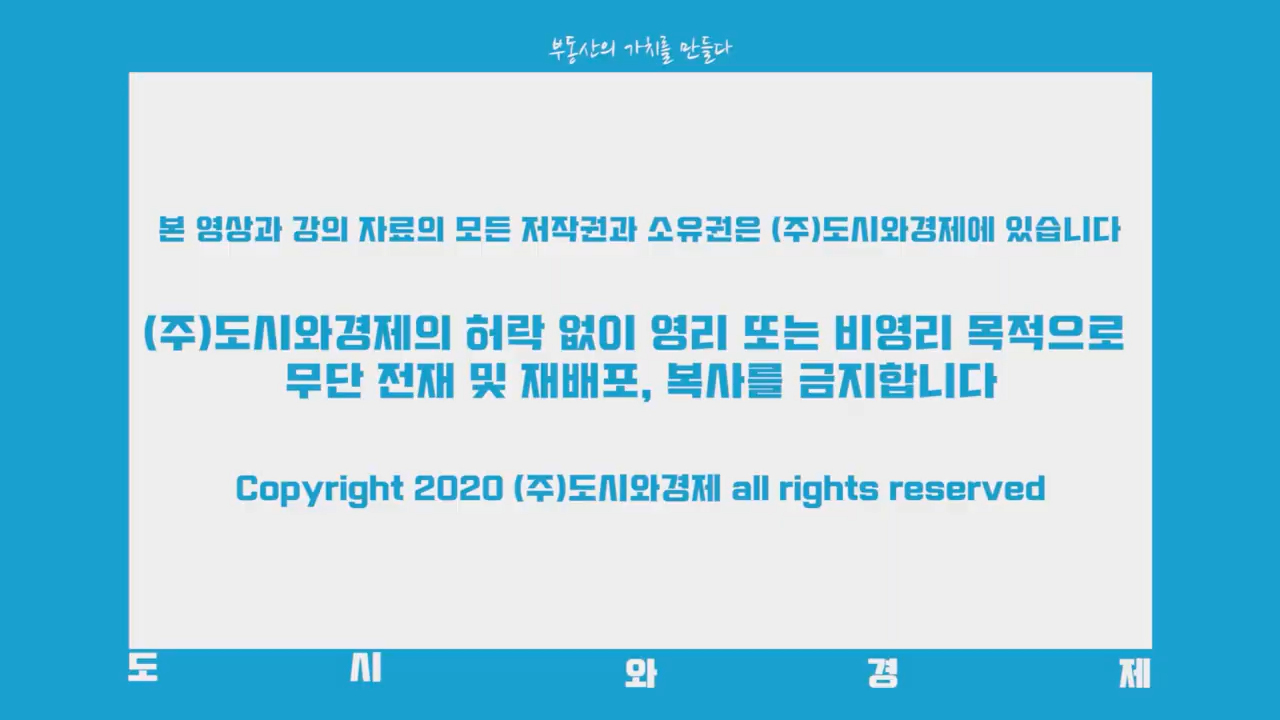 부동산의 가치를 만들다
본 영상과 강의 자료의 모든 저작권과 소유권은 (주)도시와경제에 있습니다
(주)도시와경제의 허락 없이 영리 또는 비영리 목적으로
무단 전재 및 재배포, 복사를 금지합니다
Copyright 2020 (주)도시와경제 all rights reserved
도 시 와 경 제